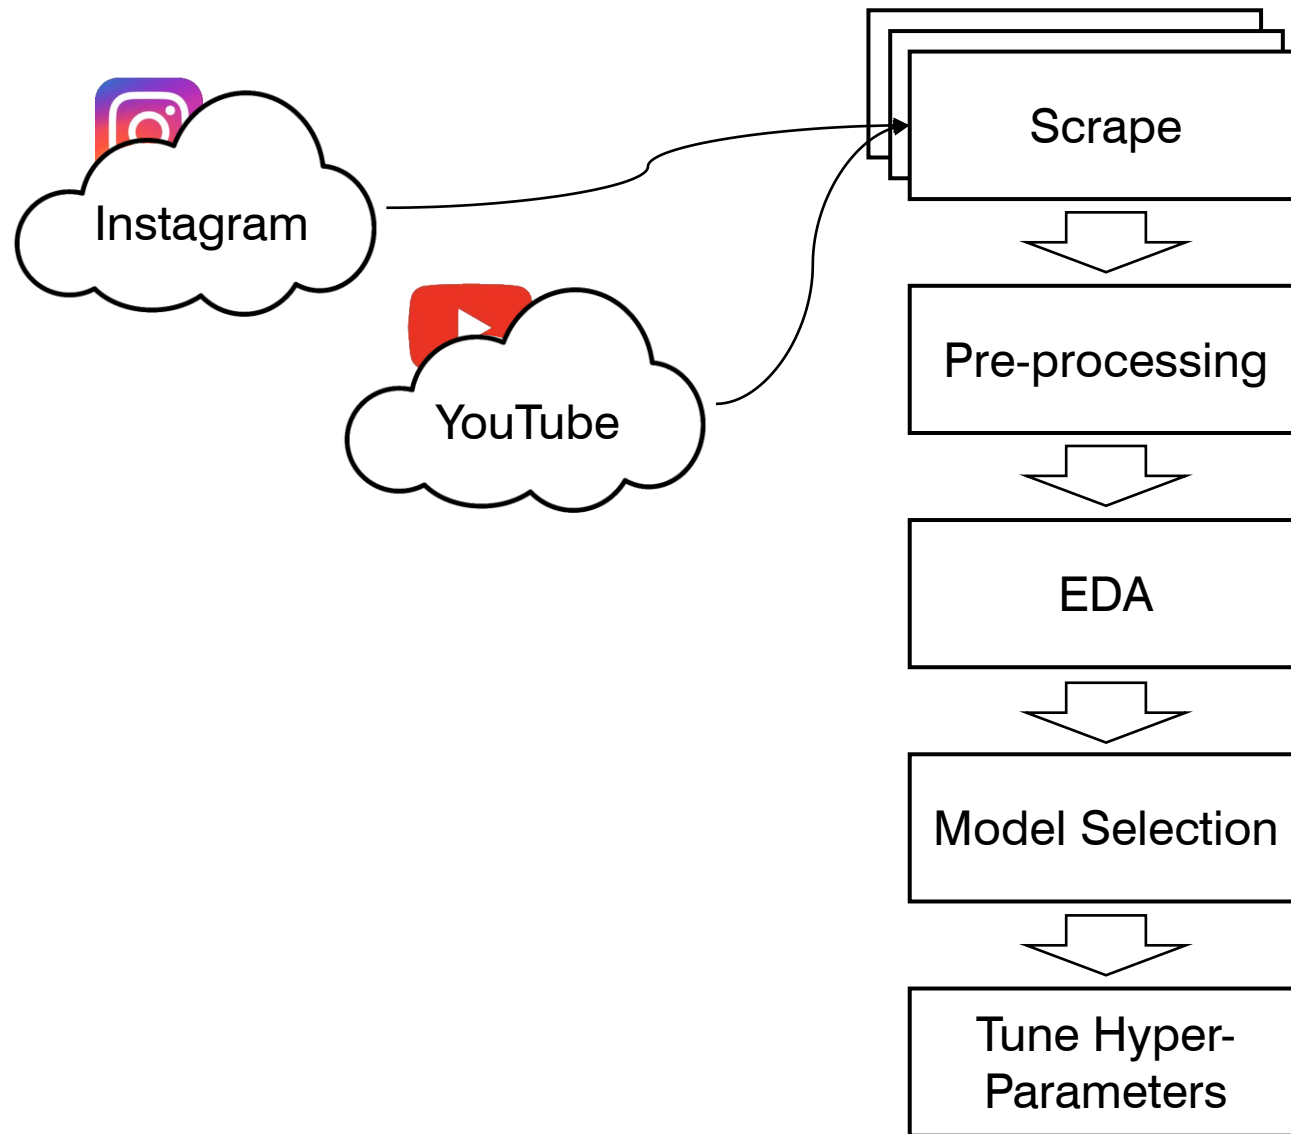 Scrape
Instagram
Pre-processing
YouTube
EDA
Model Selection
Tune Hyper-
Parameters